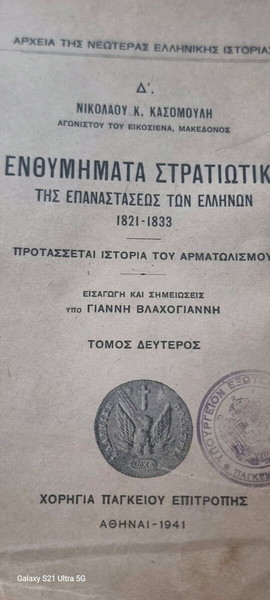 ΑΡΧΕΙΑ ΤΗΣ ΝΕΩΤΕΡΑΣ ΕΛΛΗΝΙΚΗΣ ΙΣΤΟΡΙΑΣ
Δ'.
ΝΙΚΟΛΑΟΥ Κ. ΚΑΣΟΜΟΥΛΗ
ΑΓΩΝΙΣΤΟΥ ΤΟΥ ΕΙΚΟΣΙΕΝΑ, ΜΑΚΕΔΟΝΟΣ
ΕΝΘΥΜΗΜΑΤΑ ΣΤΡΑΤΙΩΤΙΚ
ΤΗΣ ΕΠΑΝΑΣΤΑΣΕΩΣ ΤΩΝ ΕΛΛΗΝΩΝ
1821-1833
ΠΡΟΤΑΣΣΕΤΑΙ ΙΣΤΟΡΙΑ ΤΟΥ ΑΡΜΑΤΩΛΙΣΜΟΥ
ΕΙΣΑΓΩΓΗ ΚΑΙ ΣΗΜΕΙΩΣΕΙΣ
ΥΠΟ ΓΙΑΝΝΗ ΒΛΑΧΟΓΙΑΝΝΗ
ΤΟΜΟΣ ΔΕΥΤΕΡΟΣ
ΥΠΟΥΡΓΕΙΟΝ
ΧΟΡΗΓΙΑ ΠΑΓΚΕΙΟΥ ΕΠΙΤΡΟΠΗΣ
ΑΘΗΝΑΙ-1941
Galaxy S21 Ultra 5G